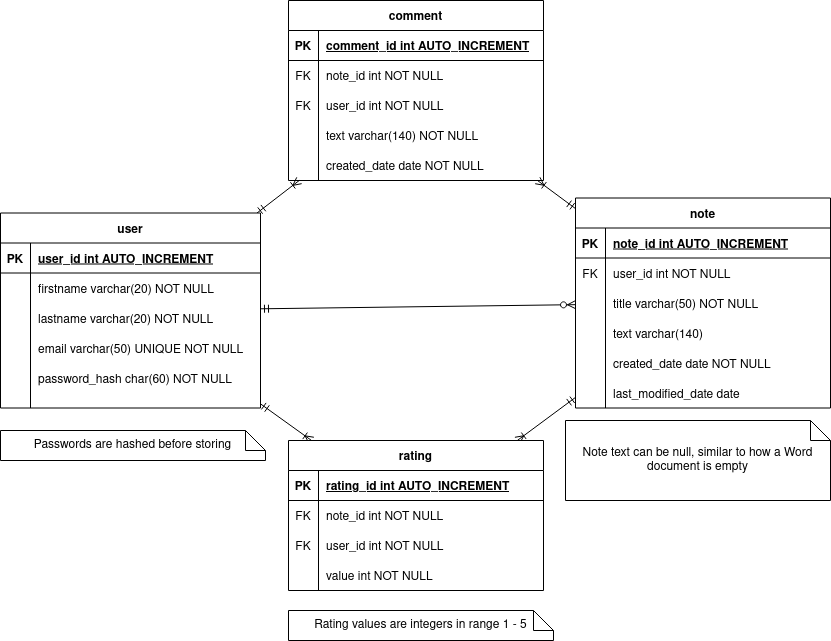 comment
PK comment_id int AUTO_INCREMENT
FK note_id int NOT NULL
FK user_id int NOT NULL
text varchar(140) NOT NULL
created_date date NOT NULL
user
PK user_id int AUTO_INCREMENT
firstname varchar(20) NOT NULL
lastname varchar(20) NOT NULL
email varchar(50) UNIQUE NOT NULL
password_hash char(60) NOT NULL
Passwords are hashed before storing
note
PK note_id int AUTO_INCREMENT
FK user_id int NOT NULL
title varchar(50) NOT NULL
text varchar(140)
created_date date NOT NULL
last_modified_date date
Note text can be null, similar to how a Word
document is empty
rating
PK rating_id int AUTO_INCREMENT
FK note_id int NOT NULL
FK user_id int NOT NULL
value int NOT NULL
Rating values are integers in range 1 - 5